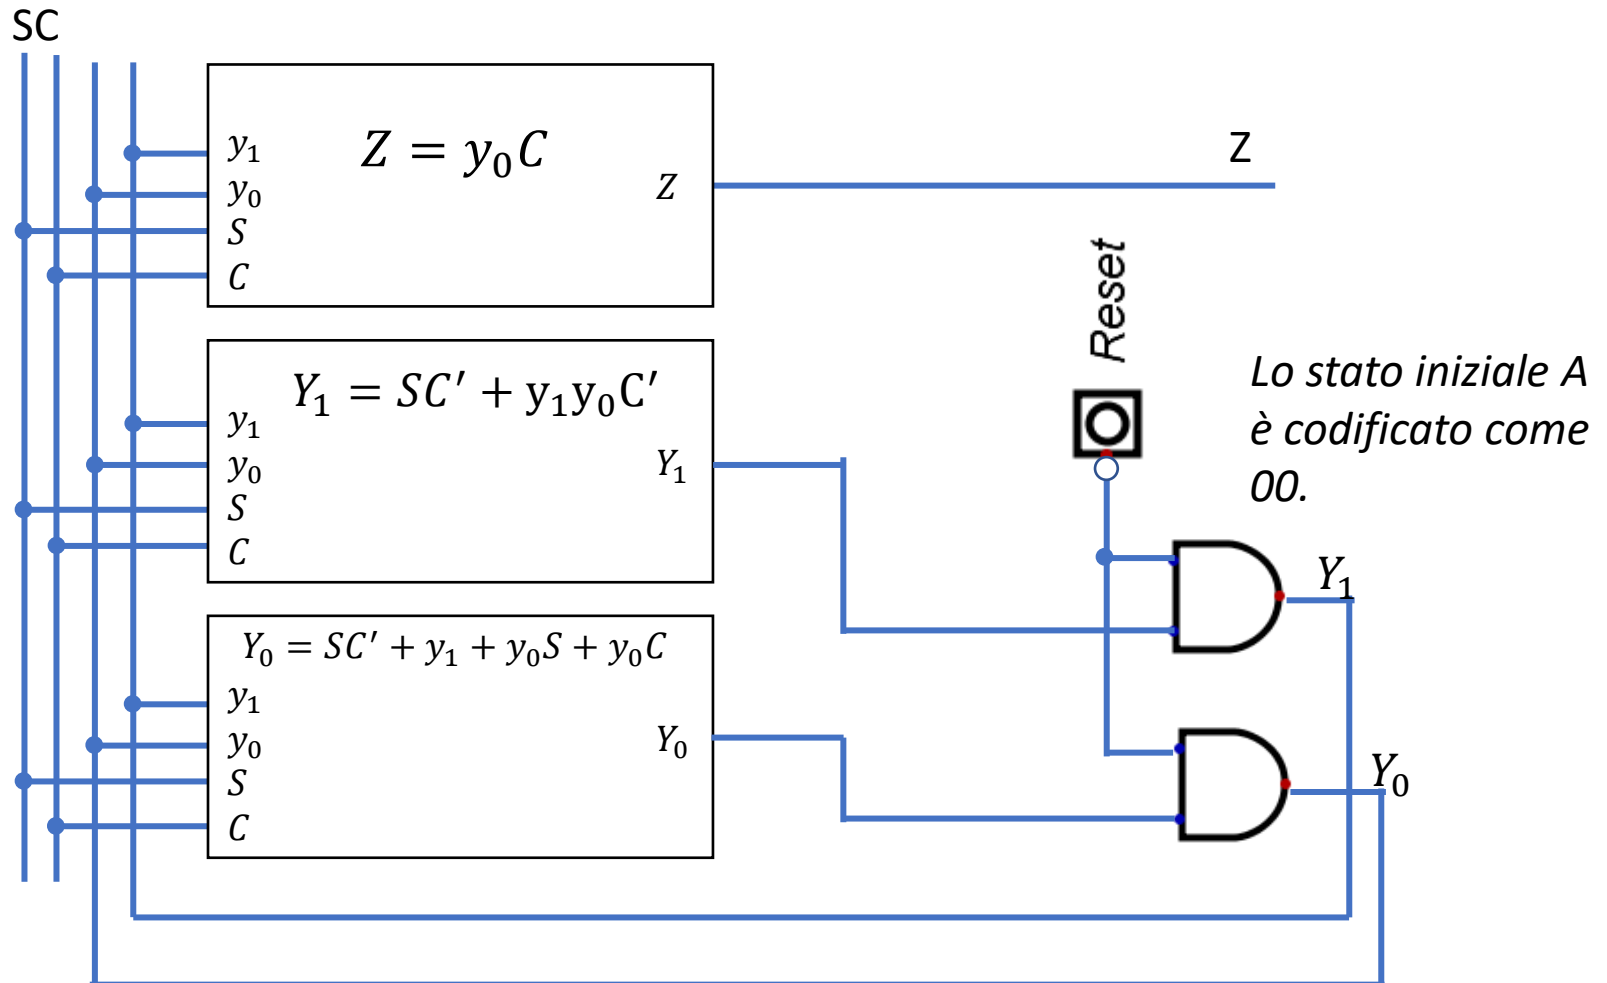 SC
y₁
y₀
S
C
Z = y₀C
Z
Z
Reset
Lo stato iniziale A
è codificato come
00.
Y₁ = SC′ + y₁y₀C′
y₁
y₀
S
C
Y₁
Y₁
Y₀ = SC′ + y₁ + y₀S + y₀C
y₁
y₀
S
C
Y₀
Y₀